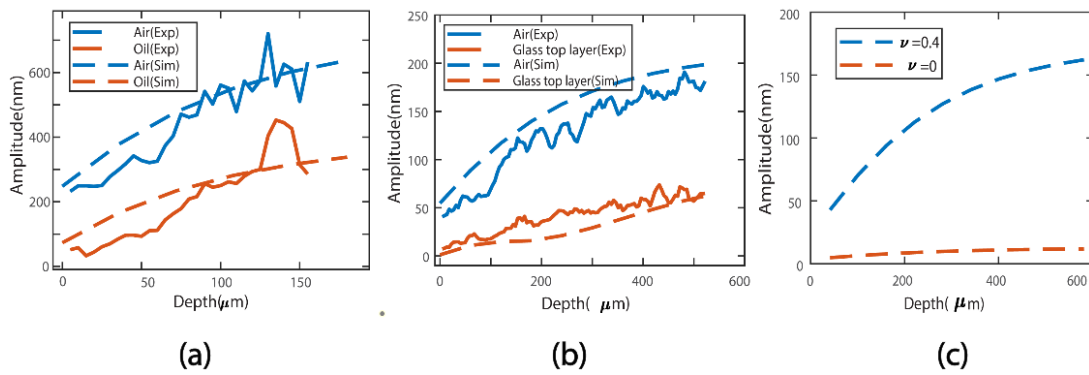 Air(Exp)
Oil(Exp)
Air(Sim)
Oil(Sim)
600
400
200
0
Amplitude(nm)
0
50
100
150
Depth(μm)
(a)
Air(Exp)
Glass top layer(Exp)
Air(Sim)
Glass top layer(Sim)
250
200
150
100
50
0
Amplitude(nm)
0
200
400
600
Depth( μm)
(b)
ν =0.4
ν =0
200
150
100
50
0
Amplitude(nm)
200
400
600
Depth( μm)
(c)